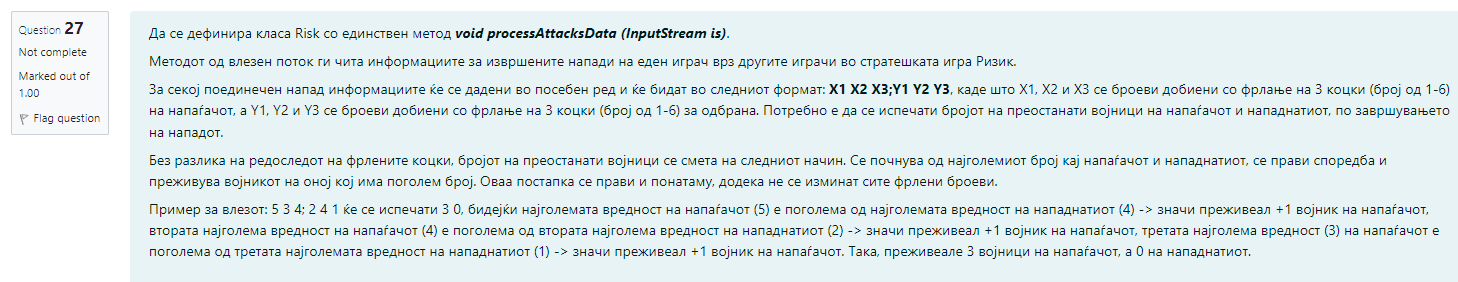 Question 27
Not complete
Marked out of
1.00
Flag question
Да се дефинира класа Risk со единствен метод void processAttacksData (InputStream is).
Методот од влезен поток ги чита информациите за извршените напади на еден играч врз другите играчи во стратешката игра Ризик.
За секој поединечен напад информациите ќе се дадени во посебен ред и ќе бидат во следниот формат: X1 X2 X3;Y1 Y2 Y3, каде што X1, X2 и X3 се броеви добиени со фрлање на 3 коцки (број од 1-6)
на напаѓачот, а Y1, Y2 и Y3 се броеви добиени со фрлање на 3 коцки (број од 1-6) за одбрана. Потребно е да се испечати бројот на преостанати војници на напаѓачот и нападнатиот, по завршувањето
на нападот.
Без разлика на редоследот на фрлените коцки, бројот на преостанати војници се смета на следниот начин. Се почнува од најголемиот број кај напаѓачот и нападнатиот, се прави споредба и
преживува војникот на оној кој има поголем број. Оваа постапка се прави и понатаму, додека не се изминат сите фрлени броеви.
Пример за влезот: 5 3 4; 2 4 1 ќе се испечати 3 0, бидејќи најголемата вредност на напаѓачот (5) е поголема од најголемата вредност на нападнатиот (4) -> значи преживеал +1 војник на напаѓачот,
втората најголема вредност на напаѓачот (4) е поголема од втората најголема вредност на нападнатиот (2) -> значи преживеал +1 војник на напаѓачот, третата најголема вредност (3) на напаѓачот е
поголема од третата најголемата вредност на нападнатиот (1) -> значи преживеал +1 војник на напаѓачот. Така, преживеале 3 војници на напаѓачот, а 0 на нападнатиот.